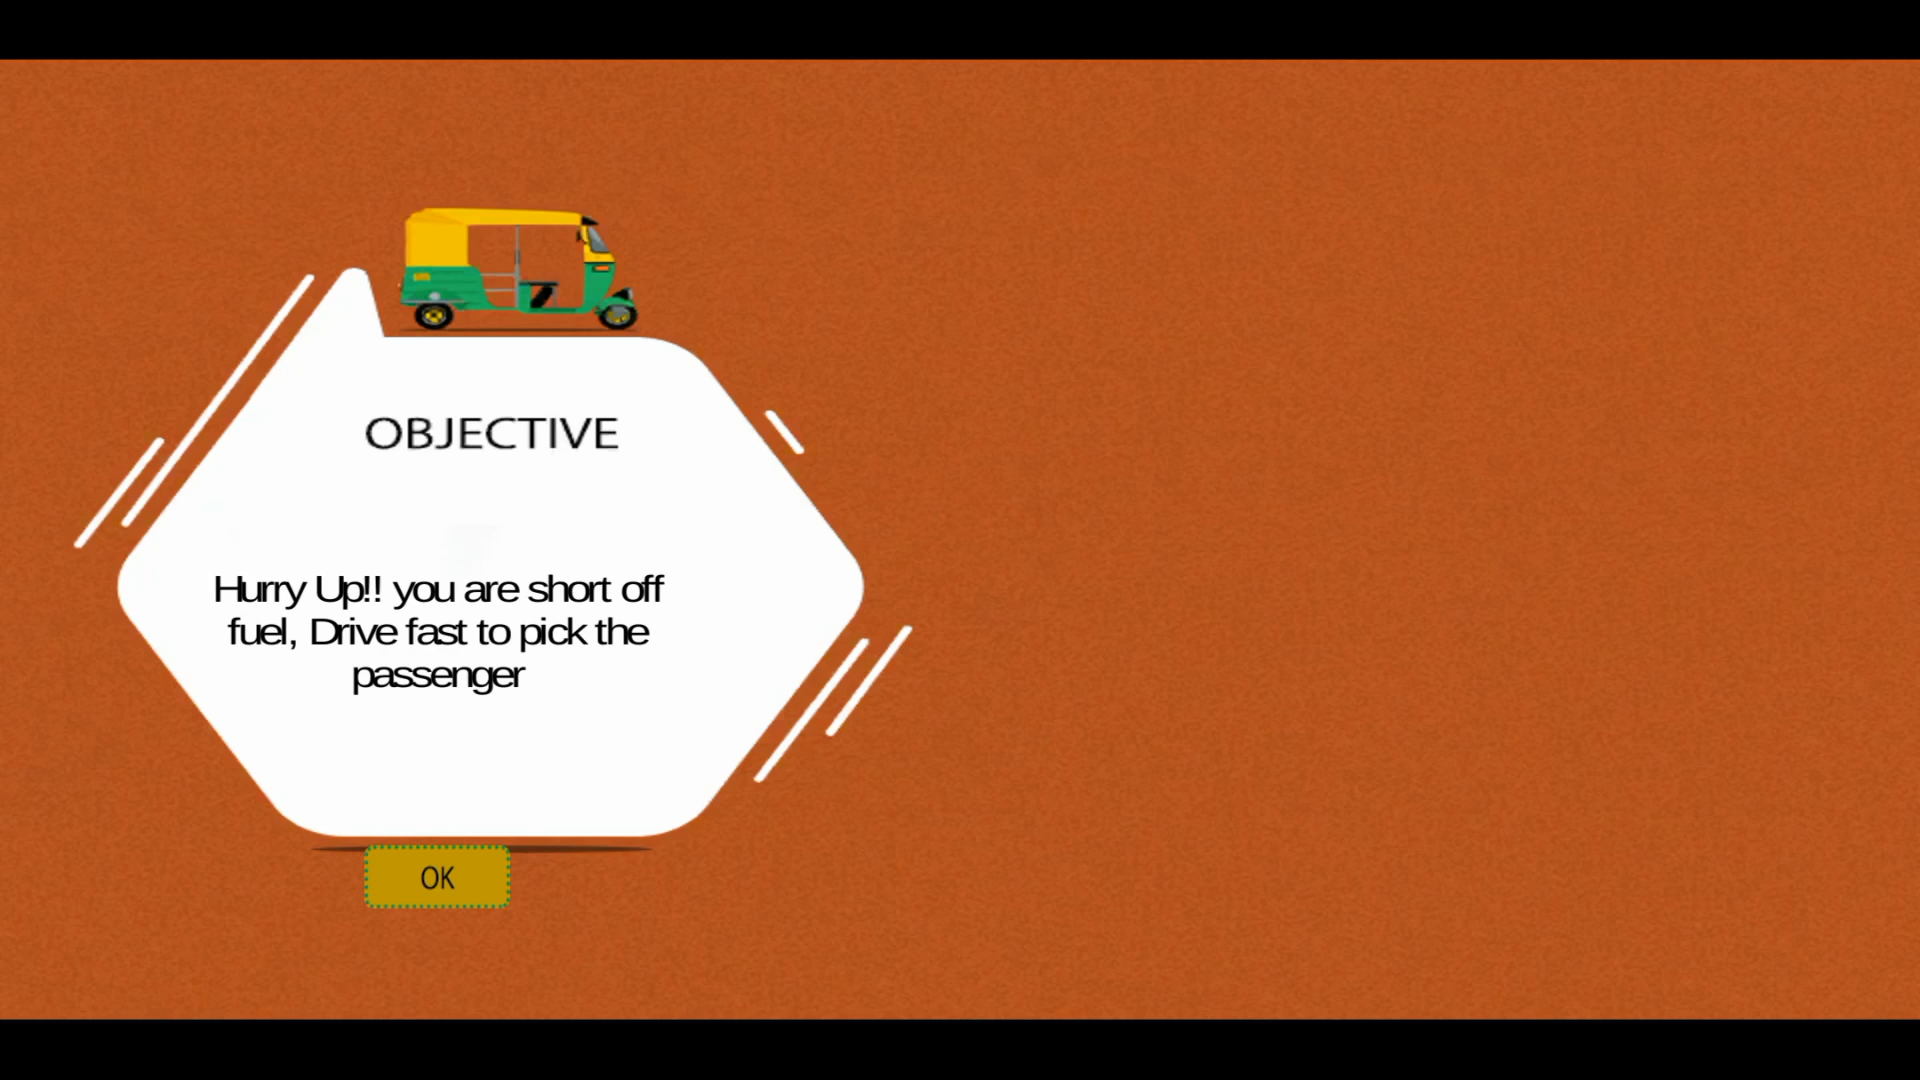 OBJECTIVE
Hurry Up!! you are short off
fuel, Drive fast to pick the
passenger
OK